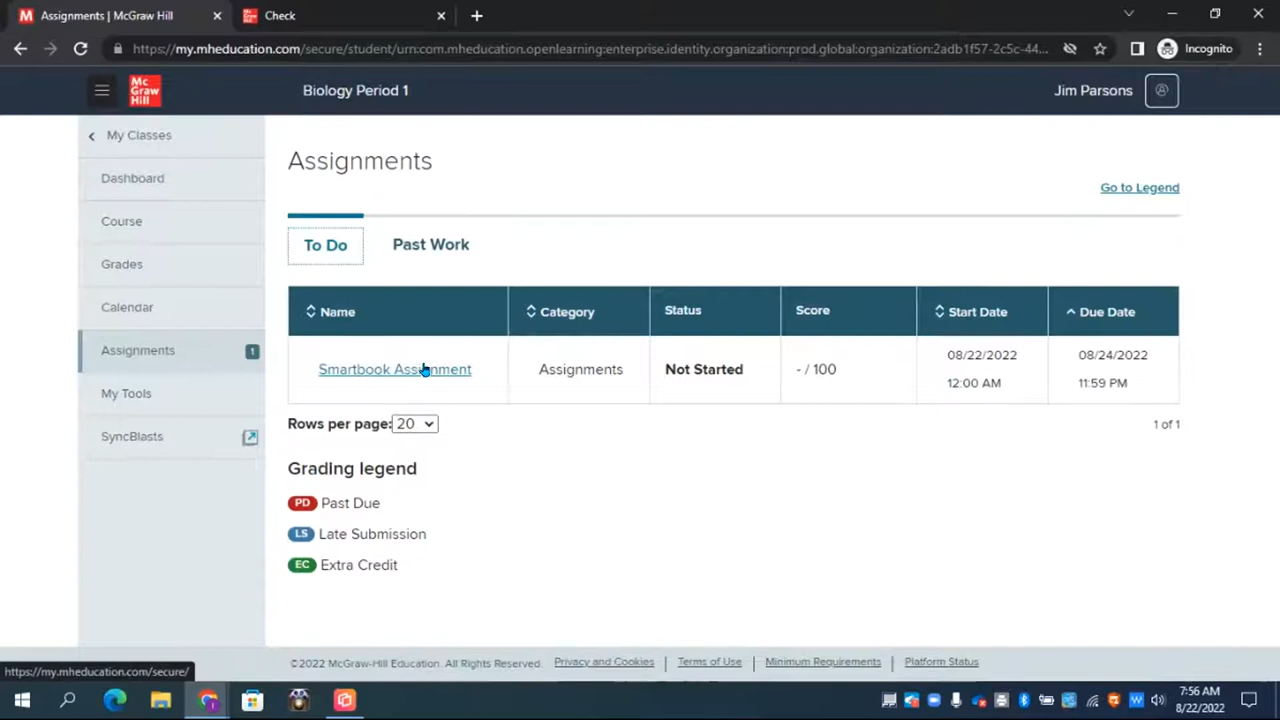 Assignments | McGraw Hill
Check
https://my.mheducation.com/secure/student/urn:com.mheducation.openlearning:enterprise.identity.organization:prod.global:organization:2adb1f57-2c5c-44...
Incognito
Mc Graw Hill
Biology Period 1
Jim Parsons
My Classes
Dashboard
Course
Grades
Calendar
Assignments 1
My Tools
SyncBlasts
Assignments
Go to Legend
To Do
Past Work
Name Category Status Score Start Date Due Date
Smartbook Assignment Assignments Not Started - / 100 08/22/2022 12:00 AM 08/24/2022 11:59 PM
Rows per page: 20
1 of 1
Grading legend
PD Past Due
LS Late Submission
EC Extra Credit
©2022 McGraw-Hill Education. All Rights Reserved. Privacy and Cookies | Terms of Use | Minimum Requirements | Platform Status
https://my.mheducation.com/secure/
7:56 AM
8/22/2022